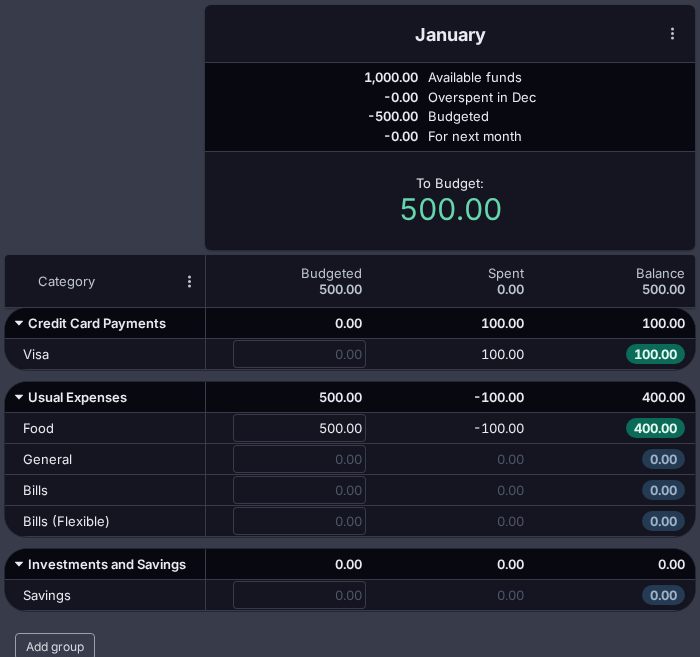 January
1,000.00 Available funds
-0.00 Overspent in Dec
-500.00 Budgeted
-0.00 For next month
To Budget:
500.00
Category Budgeted Spent Balance
500.00 0.00 500.00
Credit Card Payments 0.00 100.00 100.00
Visa 0.00 100.00 100.00
Usual Expenses 500.00 -100.00 400.00
Food 500.00 -100.00 400.00
General 0.00 0.00 0.00
Bills 0.00 0.00 0.00
Bills (Flexible) 0.00 0.00 0.00
Investments and Savings 0.00 0.00 0.00
Savings 0.00 0.00 0.00
Add group